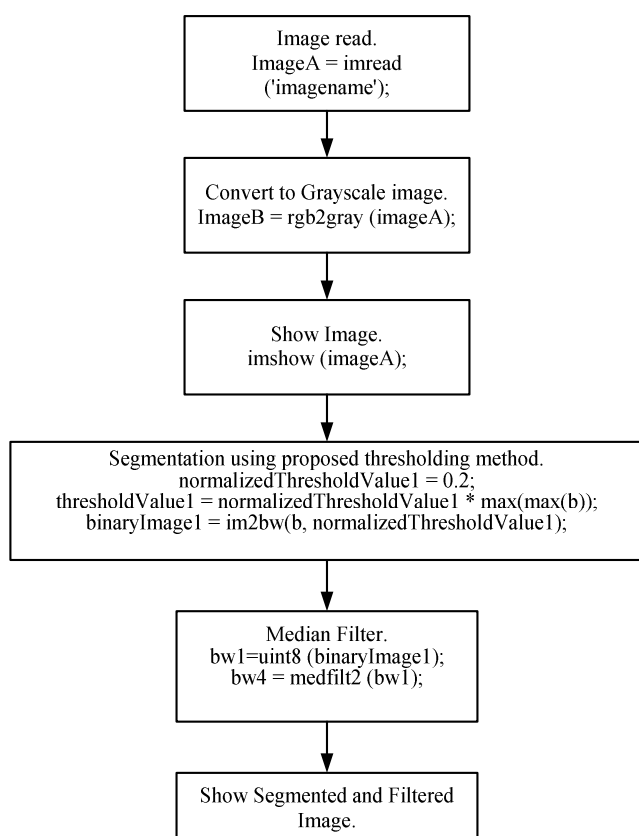 Image read.
ImageA = imread
('imagename');
Convert to Grayscale image.
ImageB = rgb2gray (imageA);
Show Image.
imshow (imageA);
Segmentation using proposed thresholding method.
normalizedThresholdValue1 = 0.2;
thresholdValue1 = normalizedThresholdValue1 * max(max(b));
binaryImage1 = im2bw(b, normalizedThresholdValue1);
Median Filter.
bw1=uint8 (binaryImage1);
bw4 = medfilt2 (bw1);
Show Segmented and Filtered
Image.